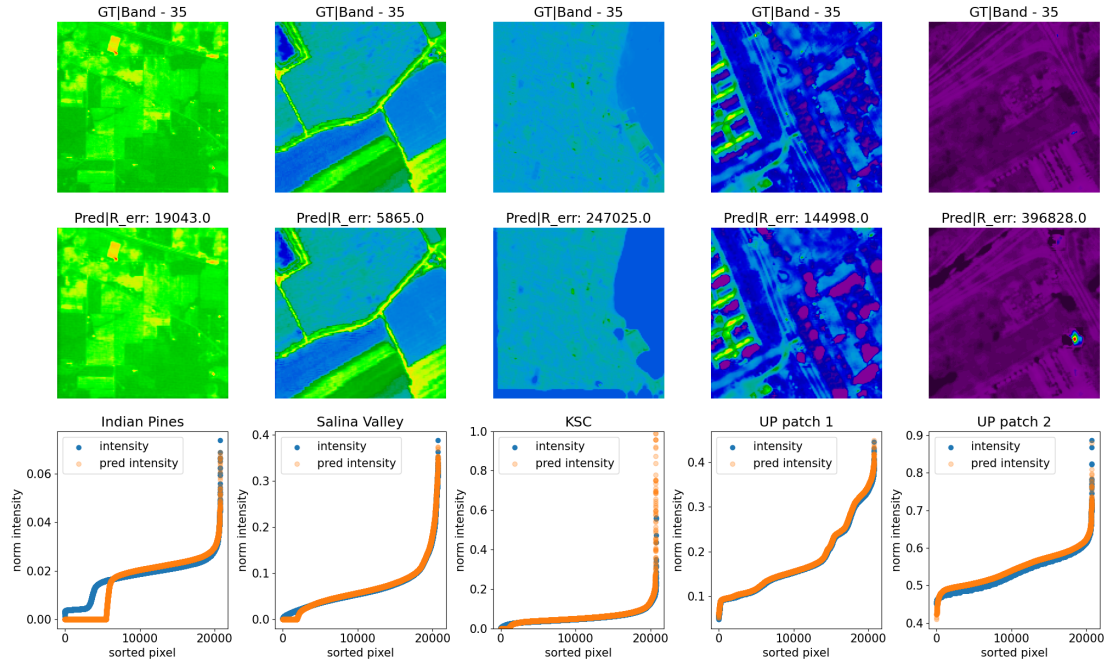 GT|Band - 35
GT|Band - 35
GT|Band - 35
GT|Band - 35
GT|Band - 35
Pred|R_err: 19043.0
Pred|R_err: 5865.0
Pred|R_err: 247025.0
Pred|R_err: 144998.0
Pred|R_err: 396828.0
Indian Pines
norm intensity
0.06
0.04
0.02
0.00
intensity
pred intensity
0
10000
20000
sorted pixel
Salina Valley
norm intensity
0.4
0.3
0.2
0.1
0.0
intensity
pred intensity
0
10000
20000
sorted pixel
KSC
norm intensity
1.0
0.8
0.6
0.4
0.2
0.0
intensity
pred intensity
0
10000
20000
sorted pixel
UP patch 1
norm intensity
0.4
0.3
0.2
0.1
intensity
pred intensity
0
10000
20000
sorted pixel
UP patch 2
norm intensity
0.9
0.8
0.7
0.6
0.5
0.4
intensity
pred intensity
0
10000
20000
sorted pixel